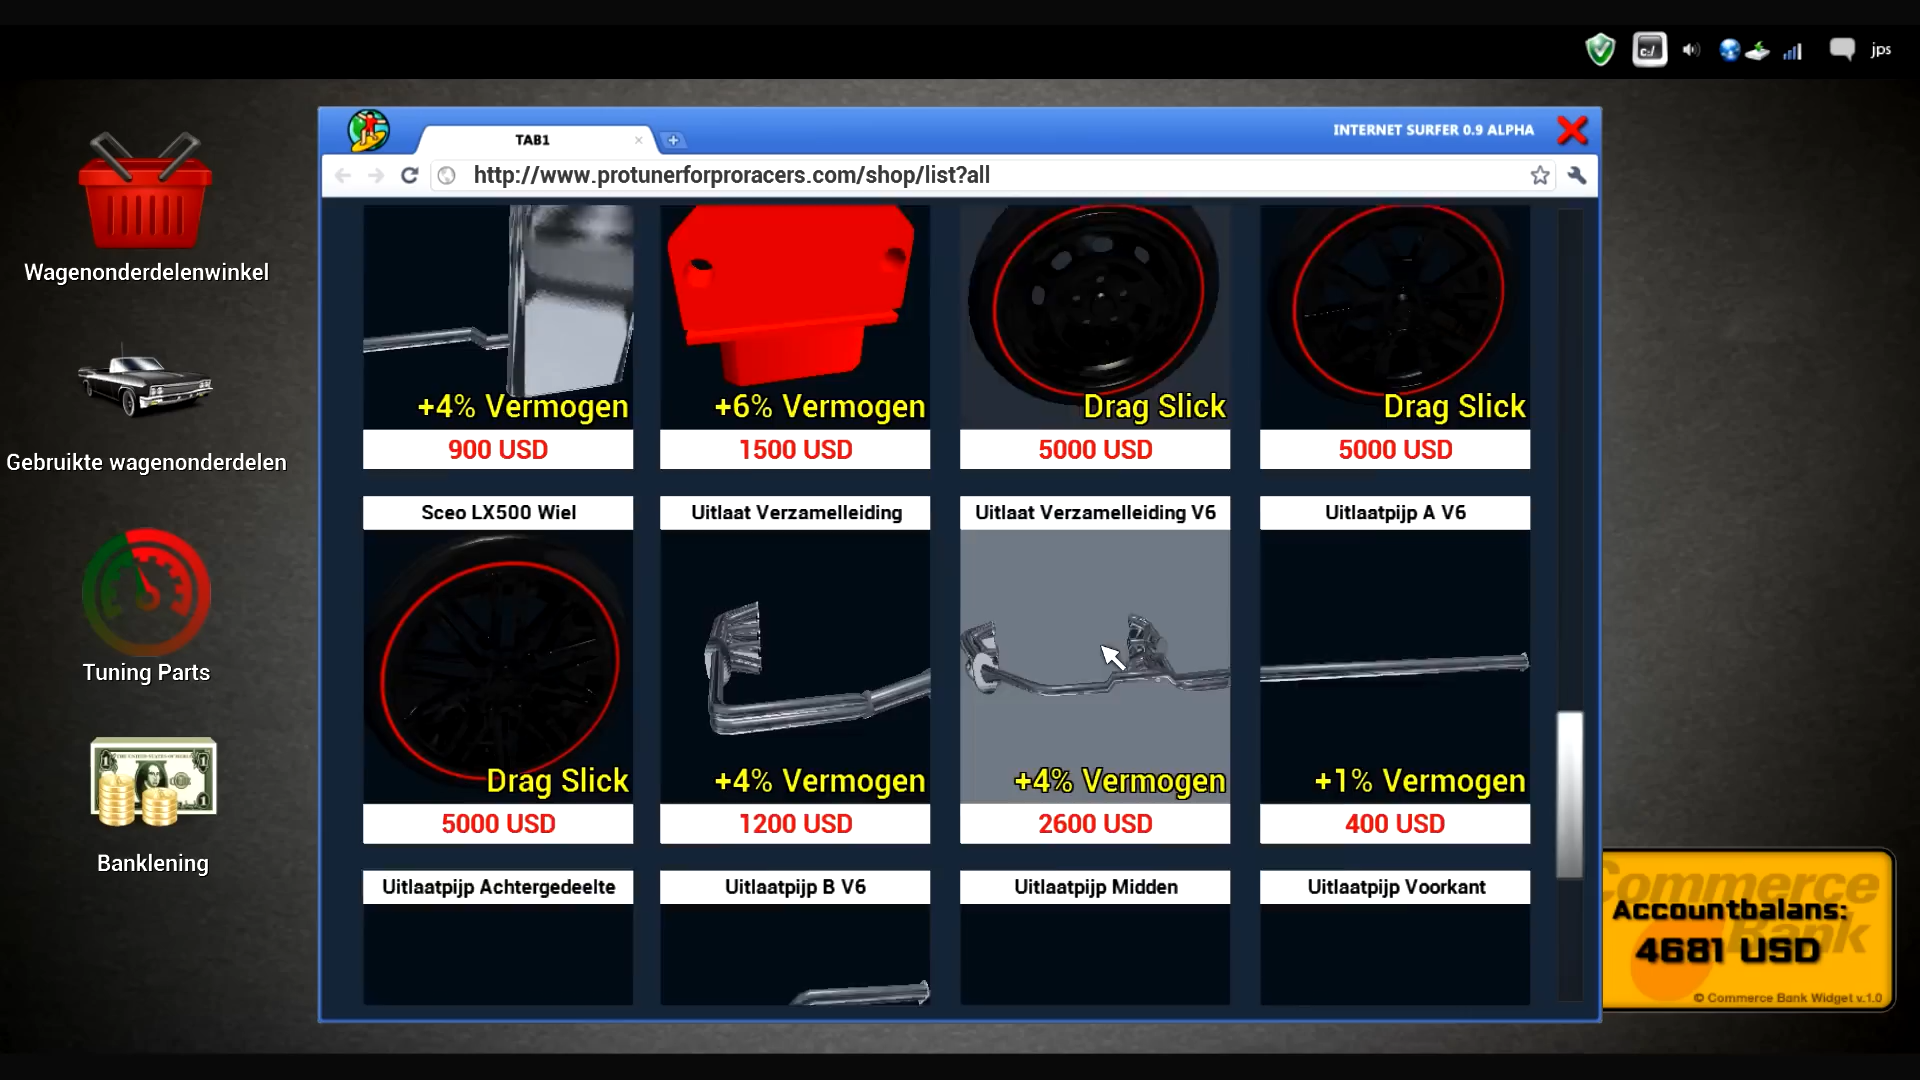 jps
TAB1
INTERNET SURFER 0.9 ALPHA
http://www.protunerforproracers.com/shop/list?all
Wagenonderdelenwinkel
Gebruikte wagenonderdelen
Tuning Parts
Banklening
+4% Vermogen
+6% Vermogen
Drag Slick
Drag Slick
900 USD
1500 USD
5000 USD
5000 USD
Sceo LX500 Wiel
Uitlaat Verzamelleiding
Uitlaat Verzamelleiding V6
Uitlaatpijp A V6
Drag Slick
+4% Vermogen
+4% Vermogen
+1% Vermogen
5000 USD
1200 USD
2600 USD
400 USD
Uitlaatpijp Achtergedeelte
Uitlaatpijp B V6
Uitlaatpijp Midden
Uitlaatpijp Voorkant
Commerce
Bank
Accountbalans:
4681 USD
© Commerce Bank Widget v.1.0